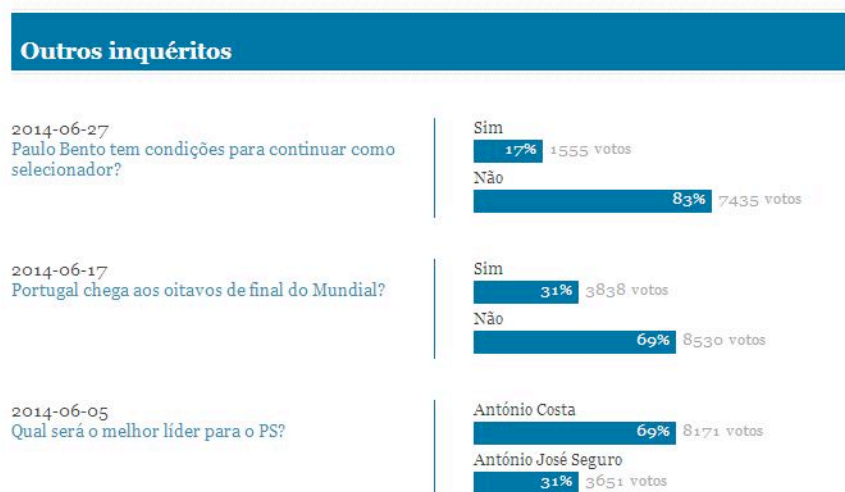 Outros inquéritos
2014-06-27
Paulo Bento tem condições para continuar como
selecionador?
Sim
17% 1555 votos
Não
83% 7435 votos
2014-06-17
Portugal chega aos oitavos de final do Mundial?
Sim
31% 3838 votos
Não
69% 8530 votos
2014-06-05
Qual será o melhor líder para o PS?
António Costa
69% 8171 votos
António José Seguro
31% 3651 votos